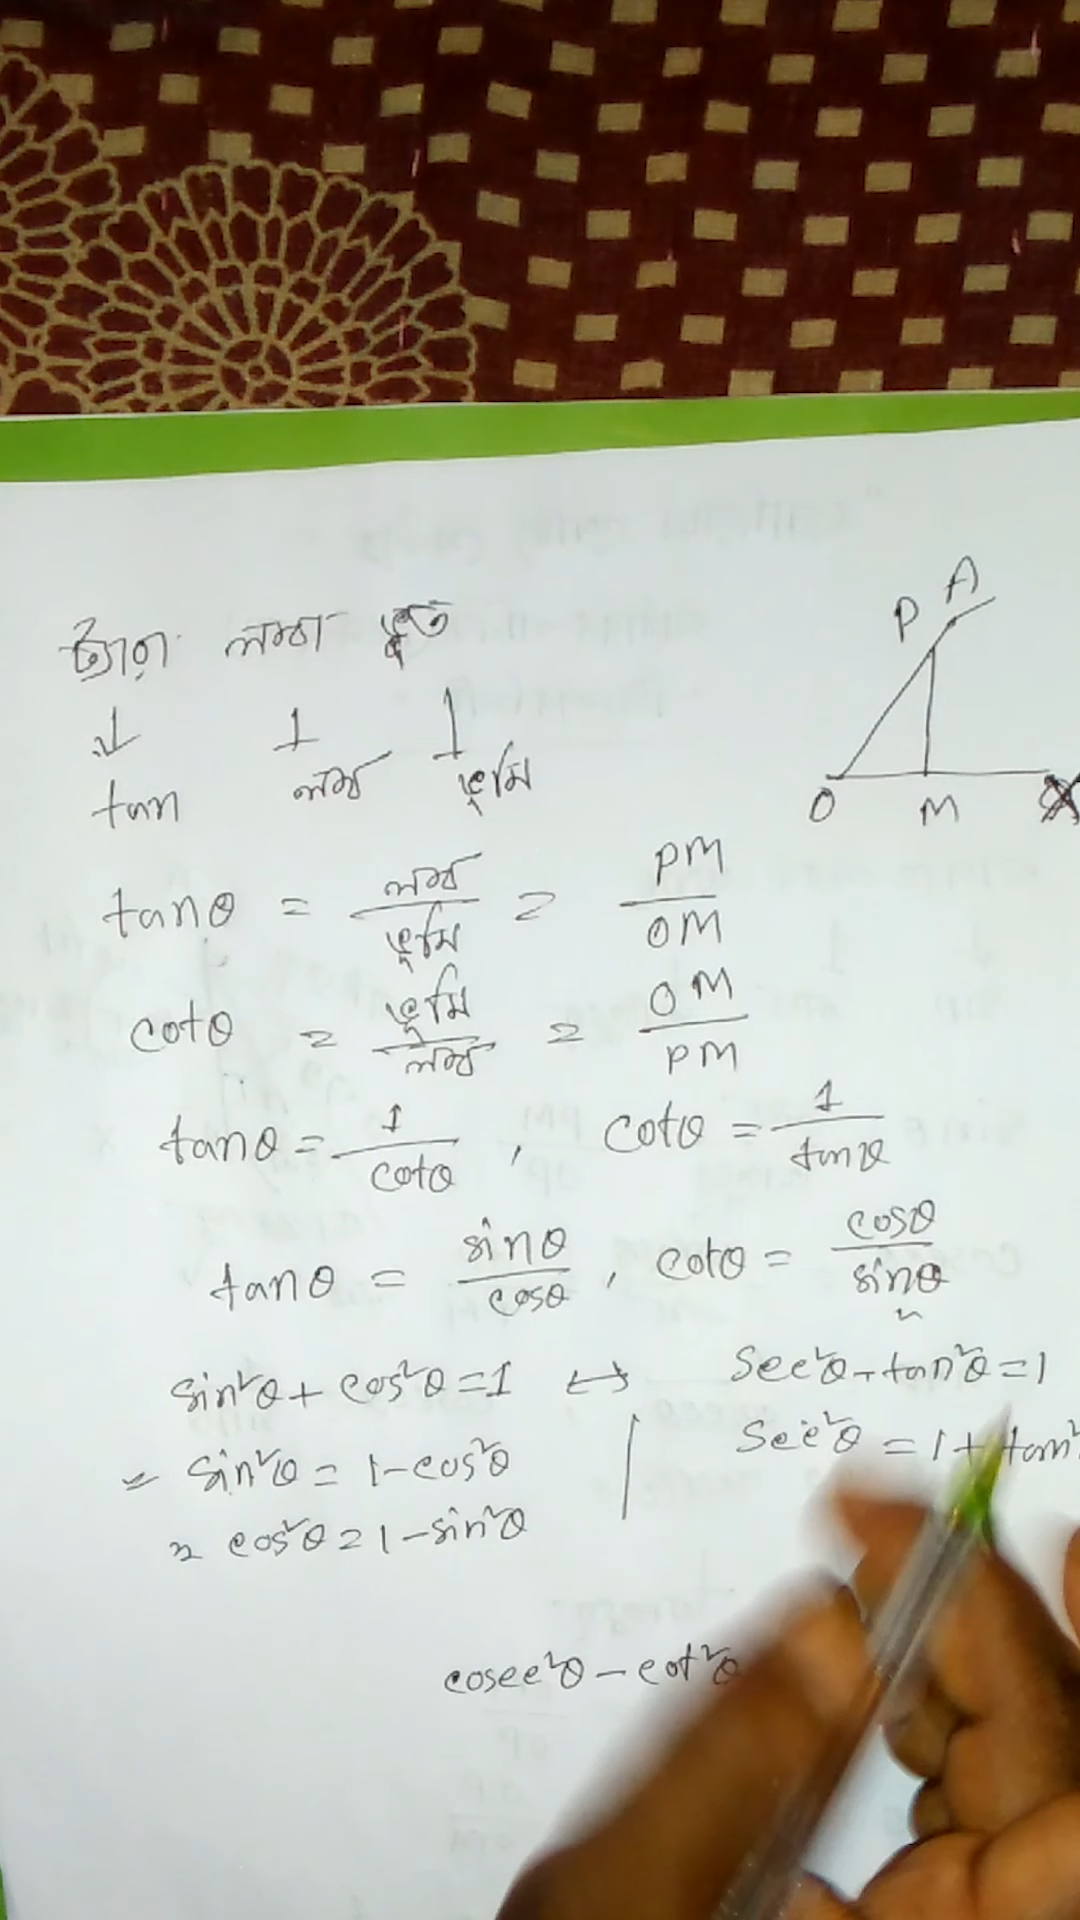 ট্যারা লম্বা ভূত
↓ ↓ ↓
tan লম্ব ভূমি
P A
O M X
tanθ = লম্ব/ভূমি = PM/OM
cotθ = ভূমি/লম্ব = OM/PM
tanθ = 1/cotθ , cotθ = 1/tanθ
tanθ = sinθ/cosθ , cotθ = cosθ/sinθ
sin²θ + cos²θ = 1 ↔ sec²θ - tan²θ = 1
= sin²θ = 1 - cos²θ | sec²θ = 1 + tan²
= cos²θ = 1 - sin²θ
cosec²θ - cot²θ